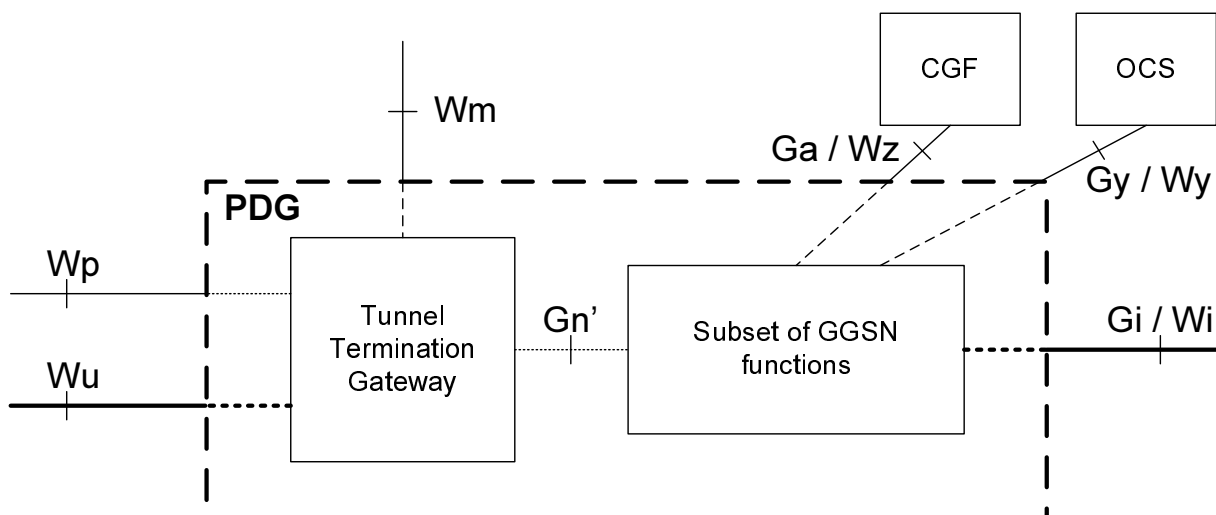 CGF
OCS
Wm
Ga / Wz
Gy / Wy
PDG
Wp
Tunnel
Termination
Gateway
Gn’
Subset of GGSN
functions
Gi / Wi
Wu